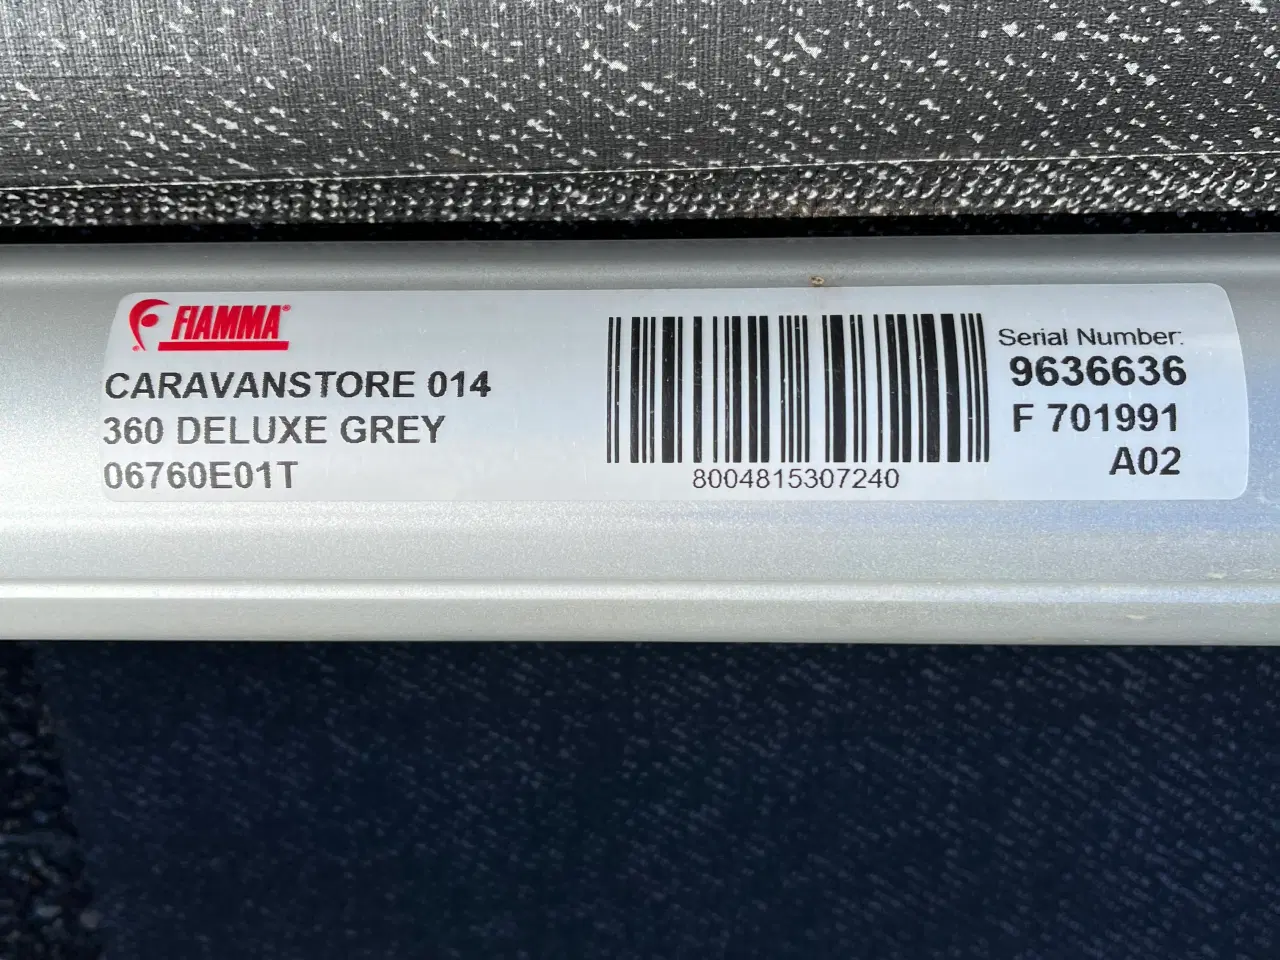 FIAMMA®
CARAVANSTORE 014
360 DELUXE GREY
06760E01T
8004815307240
Serial Number:
9636636
F 701991
A02